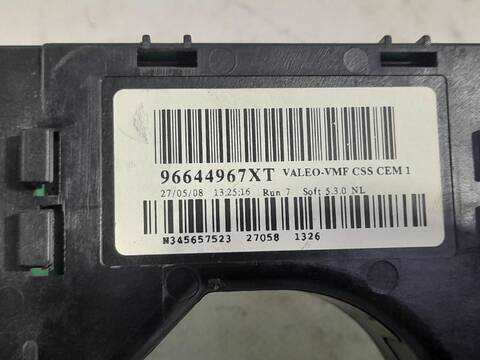 96644967XT VALEO-VMF CSS CEM 1
27/05/08 13:25:16 Run 7 Soft 5.3.0 NL
N345657523 27058 1326